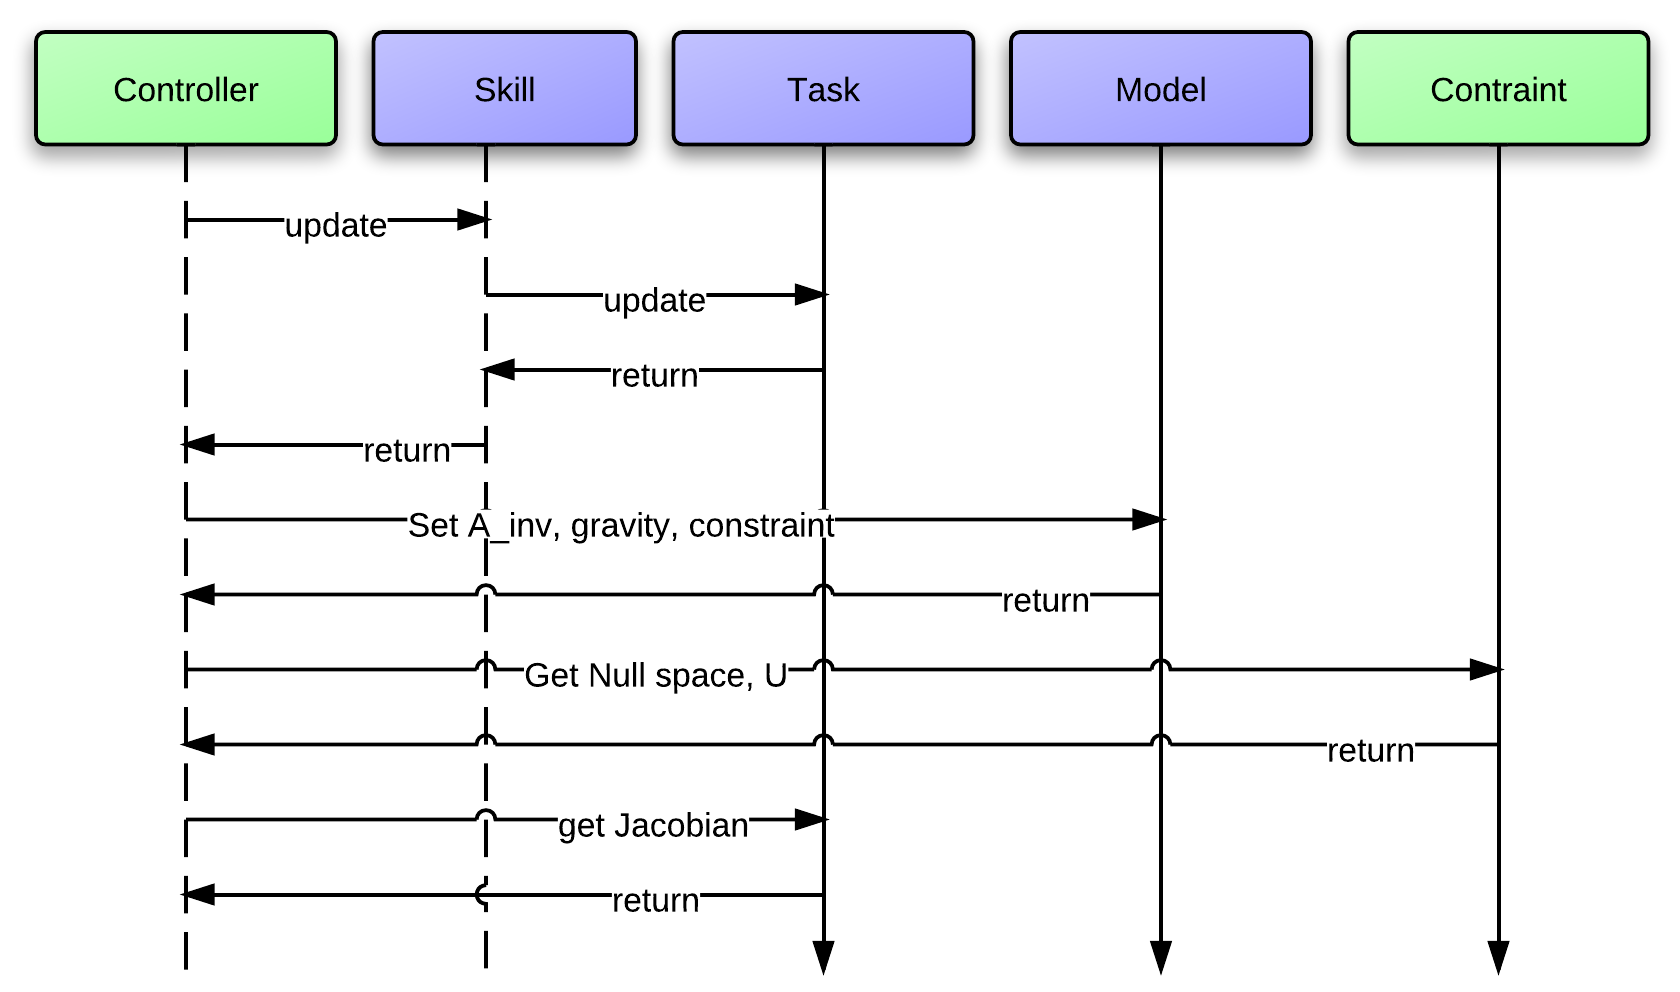 Controller
Skill
Task
Model
Contraint
update
update
return
return
Set A_inv, gravity, constraint
return
Get Null space, U
return
get Jacobian
return